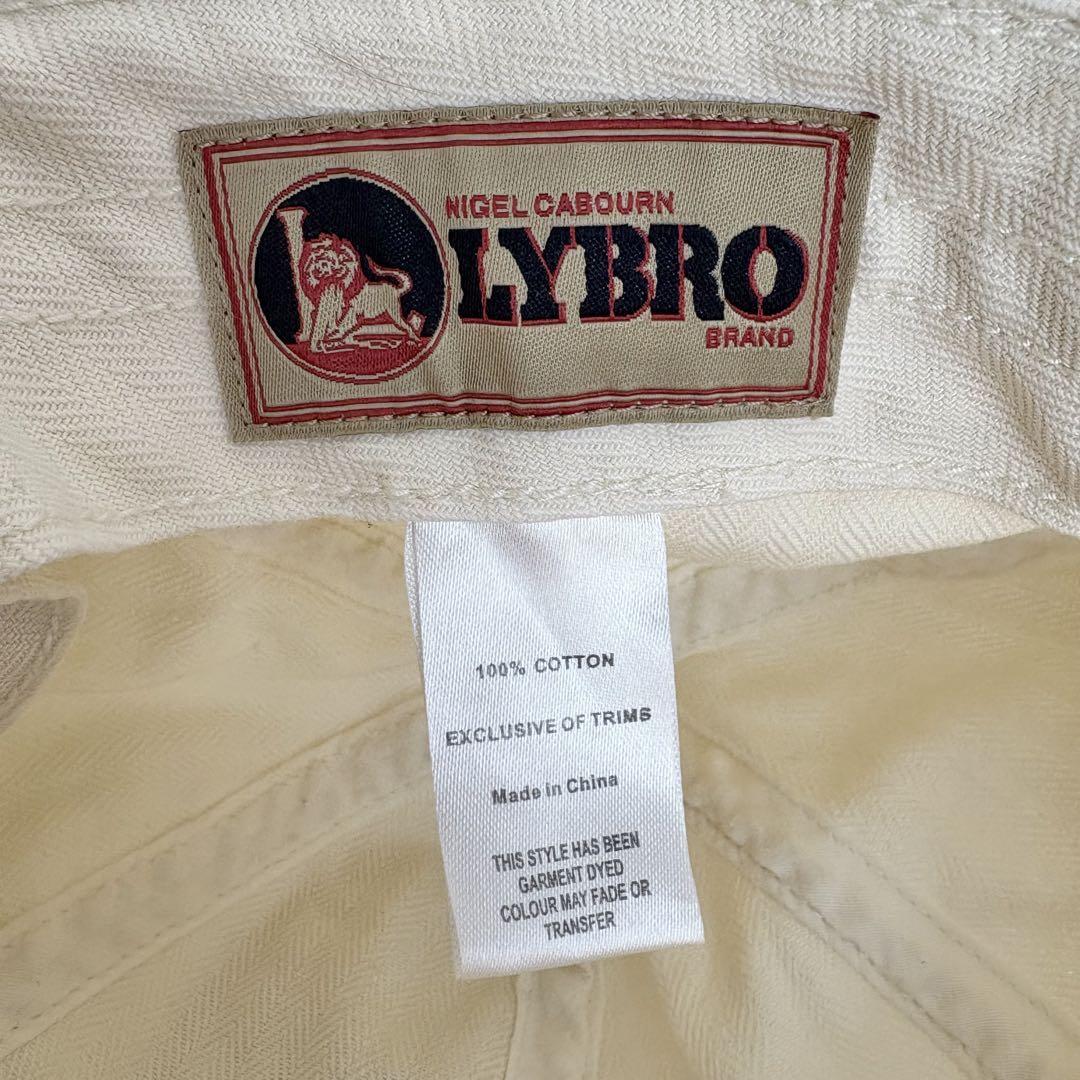 NIGEL CABOURN
LYBRO
BRAND
100% COTTON
EXCLUSIVE OF TRIMS
Made in China
THIS STYLE HAS BEEN
GARMENT DYED
COLOUR MAY FADE OR
TRANSFER